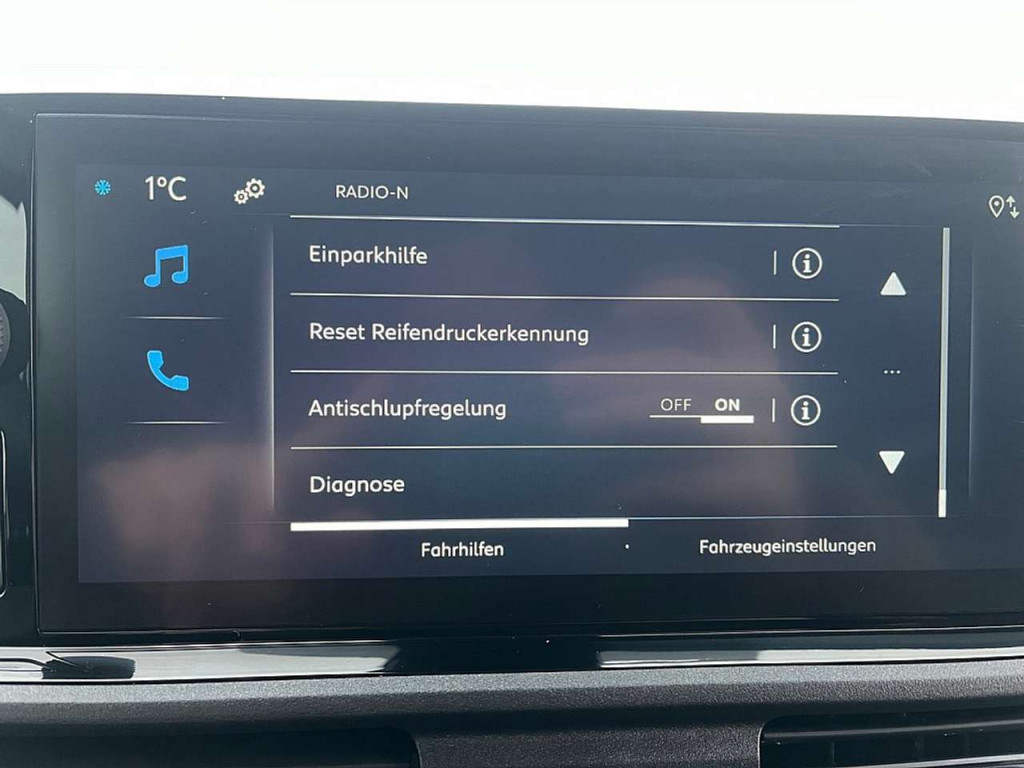 1°C RADIO-N
Einparkhilfe
Reset Reifendruckerkennung
Antischlupfregelung OFF ON
Diagnose
Fahrhilfen Fahrzeugeinstellungen